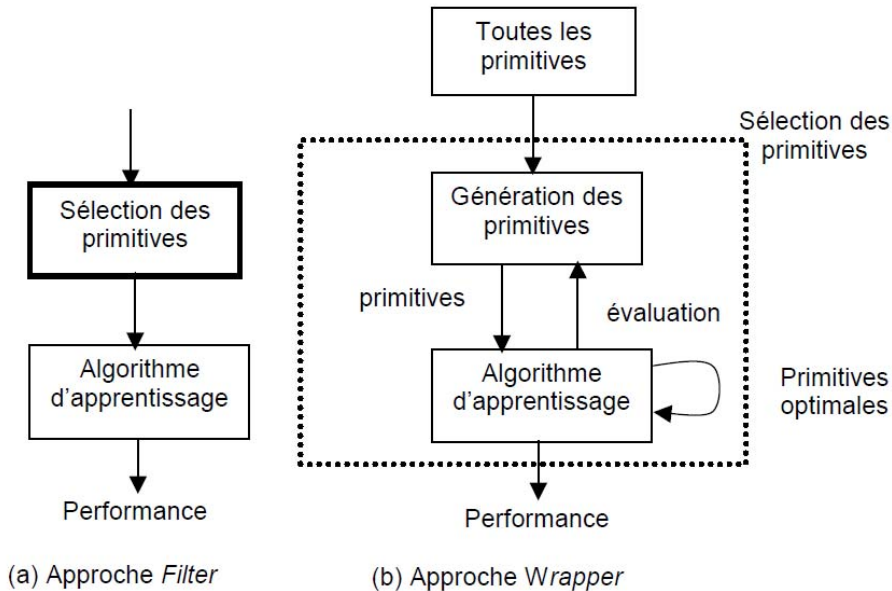 Toutes les
primitives
Sélection des
primitives
Sélection des
primitives
Génération des
primitives
primitives
évaluation
Algorithme
d'apprentissage
Algorithme
d'apprentissage
Primitives
optimales
Performance
Performance
(a) Approche Filter
(b) Approche Wrapper